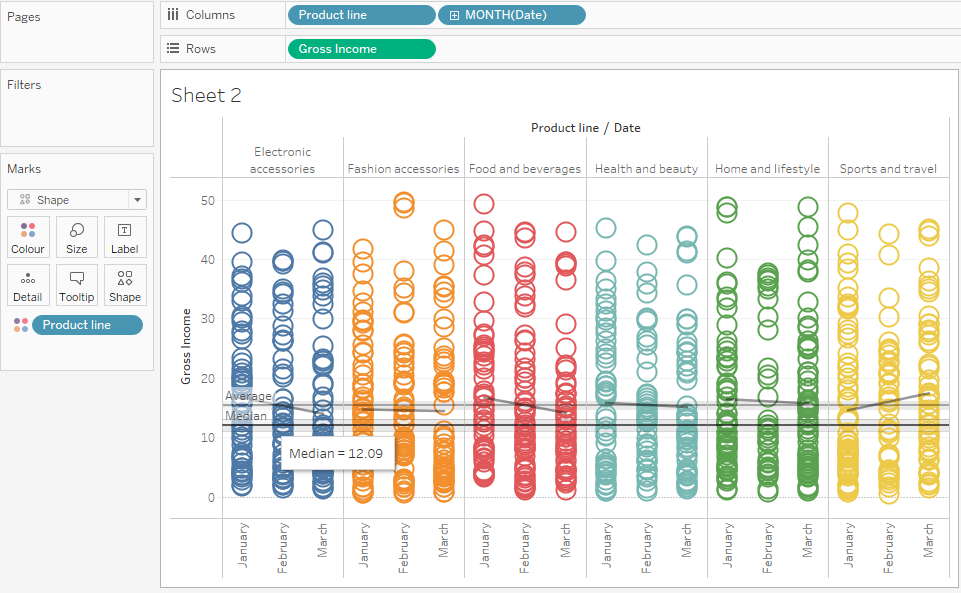 Pages
Columns
Product line
MONTH(Date)
Rows
Gross Income
Filters
Marks
Shape
Colour
Size
Label
Detail
Tooltip
Shape
Product line
Sheet 2
Product line / Date
Electronic
accessories
Fashion accessories
Food and beverages
Health and beauty
Home and lifestyle
Sports and travel
Gross Income
50
40
30
20
10
0
Average
Median
Median = 12.09
January
February
March
January
February
March
January
February
March
January
February
March
January
February
March
January
February
March